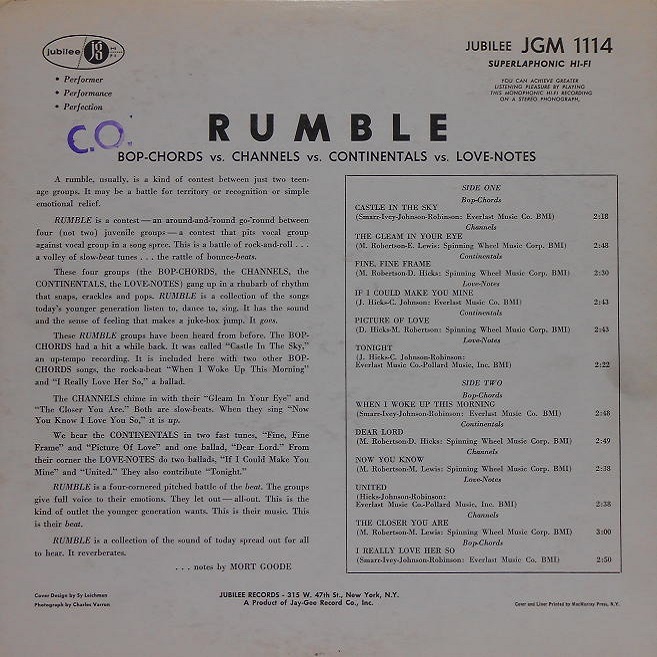 jubilee JG
• Performer
• Performance
• Perfection
C.O.
JUBILEE JGM 1114
SUPERLAPHONIC HI-FI
YOU CAN ACHIEVE GREATER
LISTENING PLEASURE BY PLAYING
THIS MONOPHONIC HI-FI RECORDING
ON A STEREO PHONOGRAPH.
RUMBLE
BOP-CHORDS vs. CHANNELS vs. CONTINENTALS vs. LOVE-NOTES
A rumble, usually, is a kind of contest between just two teen-
age groups. It may be a battle for territory or recognition or simple
emotional relief.
RUMBLE is a contest — an around-and-'round go-'round between
four (not two) juvenile groups — a contest that pits vocal group
against vocal group in a song spree. This is a battle of rock-and-roll . . .
a volley of slow-beat tunes . . . the rattle of bounce-beats.
These four groups (the BOP-CHORDS, the CHANNELS, the
CONTINENTALS, the LOVE-NOTES) gang up in a rhubarb of rhythm
that snaps, crackles and pops. RUMBLE is a collection of the songs
today's younger generation listen to, dance to, sing. It has the sound
and the sense of feeling that makes a juke-box jump. It goes.
These RUMBLE groups have been heard from before. The BOP-
CHORDS had a hit a while back. It was called “Castle In The Sky,”
an up-tempo recording. It is included here with two other BOP-
CHORDS songs, the rock-a-beat “When I Woke Up This Morning”
and “I Really Love Her So,” a ballad.
The CHANNELS chime in with their “Gleam In Your Eye” and
“The Closer You Are.” Both are slow-beats. When they sing “Now
You Know I Love You So,” it is up.
We hear the CONTINENTALS in two fast tunes, “Fine, Fine
Frame” and “Picture Of Love” and one ballad, “Dear Lord.” From
their corner the LOVE-NOTES do two ballads, “If I Could Make You
Mine” and “United.” They also contribute “Tonight.”
RUMBLE is a four-cornered pitched battle of the beat. The groups
give full voice to their emotions. They let out — all-out. This is the
kind of outlet the younger generation wants. This is their music. This
is their beat.
RUMBLE is a collection of the sound of today spread out for all
to hear. It reverberates.
. . . notes by MORT GOODE
SIDE ONE
Bop-Chords
CASTLE IN THE SKY
(Smarr-Ivey-Johnson-Robinson: Everlast Music Co. BMI) 2:18
Channels
THE GLEAM IN YOUR EYE
(M. Robertson-E. Lewis: Spinning Wheel Music Corp. BMI) 2:48
Continentals
FINE, FINE FRAME
(M. Robertson-D. Hicks: Spinning Wheel Music Corp. BMI) 2:30
Love-Notes
IF I COULD MAKE YOU MINE
(J. Hicks-C. Johnson: Everlast Music Co. BMI) 2:43
Continentals
PICTURE OF LOVE
(D. Hicks-M. Robertson: Spinning Wheel Music Corp. BMI) 2:43
Love-Notes
TONIGHT
(J. Hicks-C. Johnson-Robinson:
Everlast Music Co.-Pollard Music, Inc. BMI) 2:22
SIDE TWO
Bop-Chords
WHEN I WOKE UP THIS MORNING
(Smarr-Ivey-Johnson-Robinson: Everlast Music Co. BMI) 2:48
Continentals
DEAR LORD
(M. Robertson-D. Hicks: Spinning Wheel Music Corp. BMI) 2:49
Channels
NOW YOU KNOW
(M. Robertson-M. Lewis: Spinning Wheel Music Corp. BMI) 2:38
Love-Notes
UNITED
(Hicks-Johnson-Robinson:
Everlast Music Co.-Pollard Music, Inc. BMI) 2:38
Channels
THE CLOSER YOU ARE
(M. Robertson-M. Lewis: Spinning Wheel Music Corp. BMI) 3:00
Bop-Chords
I REALLY LOVE HER SO
(Smarr-Ivey-Johnson-Robinson: Everlast Music Co. BMI) 2:50
Cover Design by Sy Leichman
Photograph by Charles Varron
JUBILEE RECORDS - 315 W. 47th St., New York, N.Y.
A Product of Jay-Gee Record Co., Inc.
Cover and Liner Printed by MacMurray Press, N.Y.